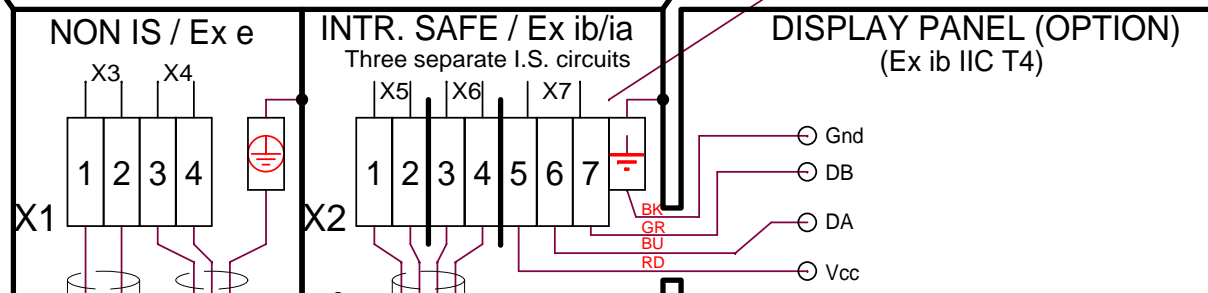 NON IS / Ex e
INTR. SAFE / Ex ib/ia
Three separate I.S. circuits
DISPLAY PANEL (OPTION)
(Ex ib IIC T4)
X3 X4
X5 X6 X7
X1
1 2 3 4
X2
1 2 3 4 5 6 7
BK
GR
BU
RD
Gnd
DB
DA
Vcc